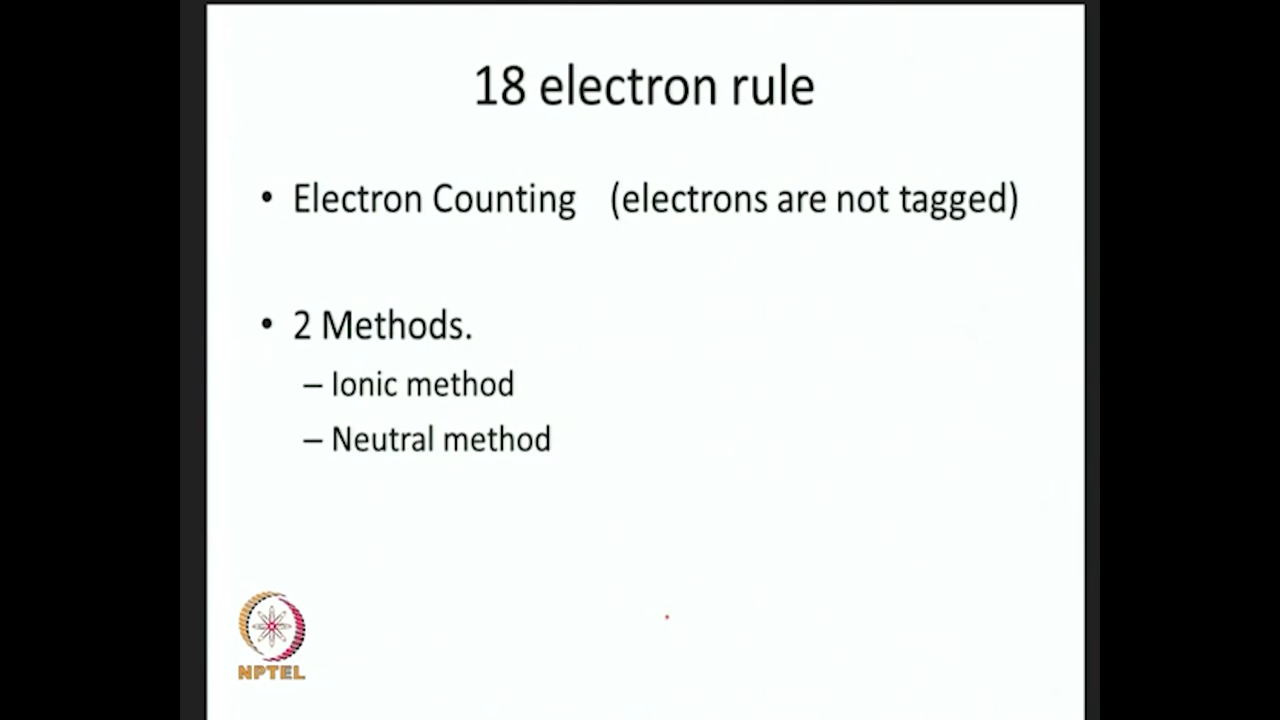 18 electron rule
• Electron Counting (electrons are not tagged)
• 2 Methods.
– Ionic method
– Neutral method
NPTEL